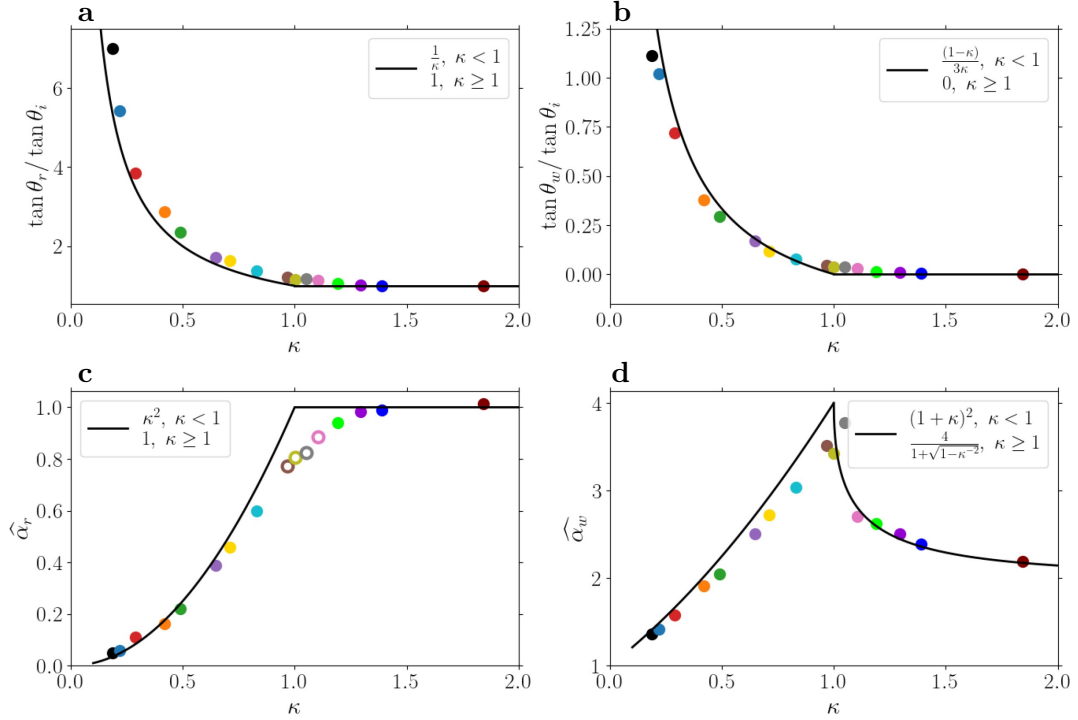 a
tan θ_r / tan θ_i
6
4
2
1/κ, κ < 1
1, κ ≥ 1
0.0 0.5 1.0 1.5 2.0
κ
b
tan θ_w / tan θ_i
1.25
1.00
0.75
0.50
0.25
0.00
(1−κ)/3κ, κ < 1
0, κ ≥ 1
0.0 0.5 1.0 1.5 2.0
κ
c
α̂_r
1.0
0.8
0.6
0.4
0.2
0.0
κ², κ < 1
1, κ ≥ 1
0.0 0.5 1.0 1.5 2.0
κ
d
α̂_w
4
3
2
1
(1 + κ)², κ < 1
4/(1+√(1−κ⁻²)), κ ≥ 1
0.0 0.5 1.0 1.5 2.0
κ